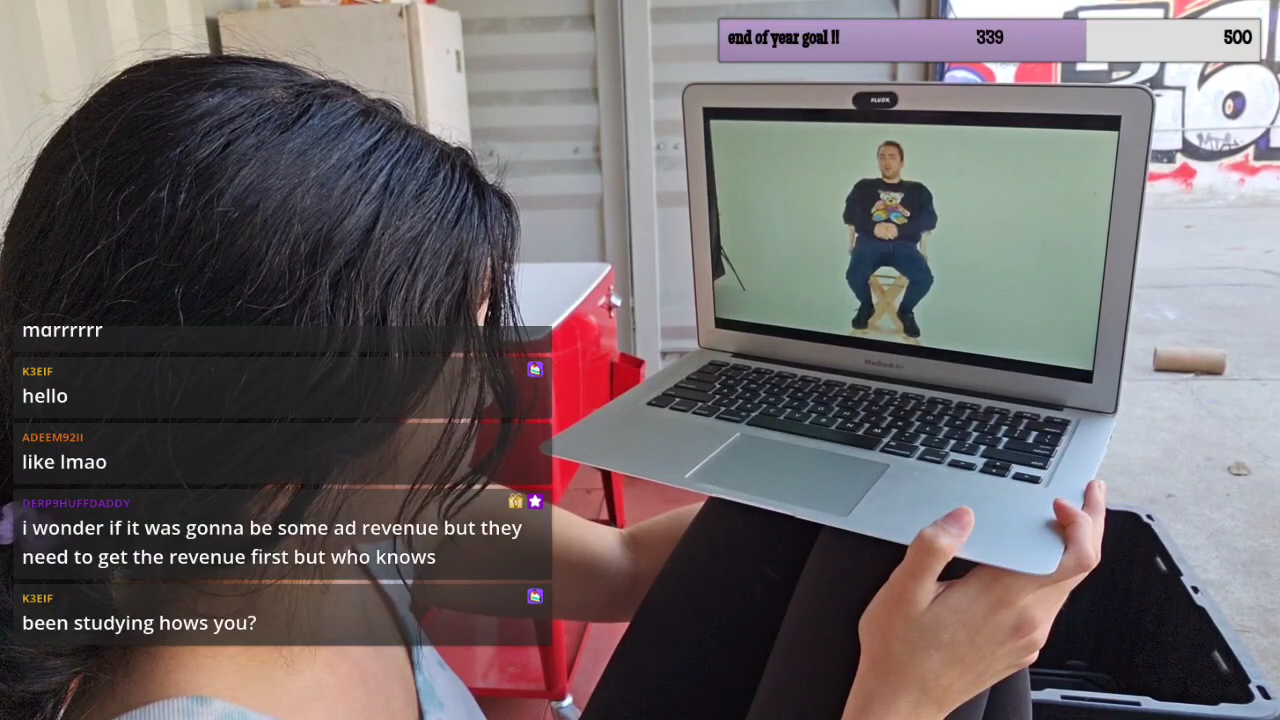 end of year goal !! 339 500
FLUDR
marrrrrr
K3EIF
hello
ADEEM92II
like lmao
DERP9HUFFDADDY
i wonder if it was gonna be some ad revenue but they
need to get the revenue first but who knows
K3EIF
been studying hows you?
MacBook Air